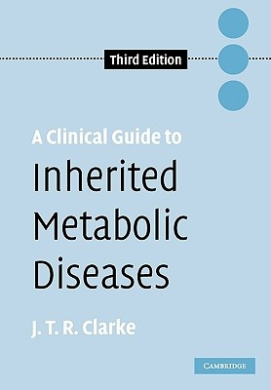 Third Edition
A Clinical Guide to
Inherited
Metabolic
Diseases
J. T. R. Clarke
CAMBRIDGE